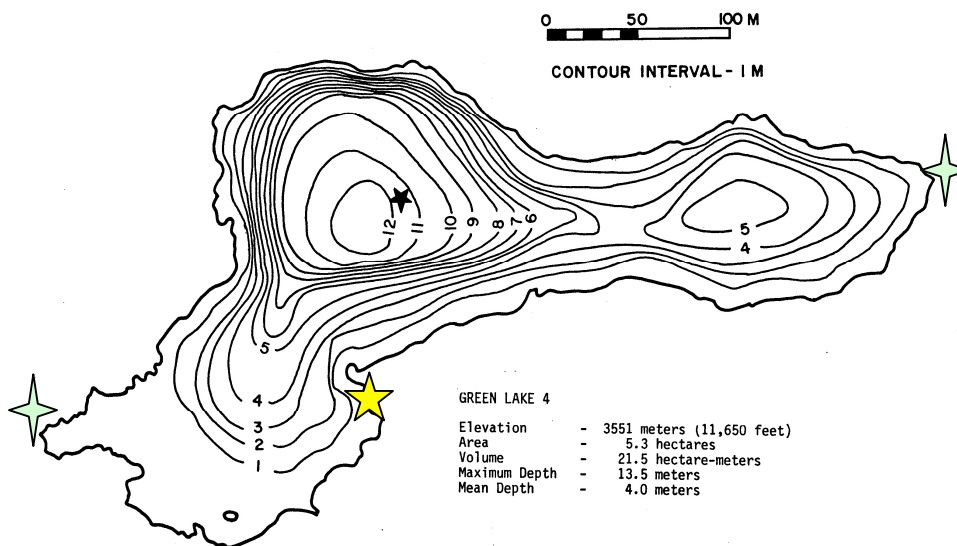 0 50 100 M
CONTOUR INTERVAL - 1 M
12 11 10 9 8 7 6
5
4
5
4
3
2
1
GREEN LAKE 4
Elevation - 3551 meters (11,650 feet)
Area - 5.3 hectares
Volume - 21.5 hectare-meters
Maximum Depth - 13.5 meters
Mean Depth - 4.0 meters